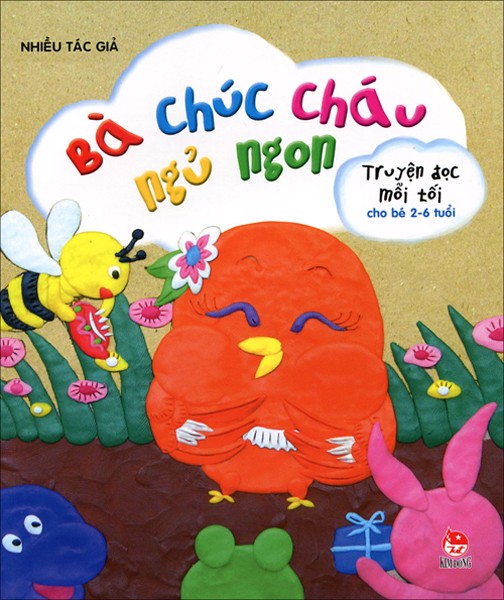 NHIỀU TÁC GIẢ
Bà chúc cháu
ngủ ngon
Truyện đọc
mỗi tối
cho bé 2-6 tuổi
KIM ĐỒNG